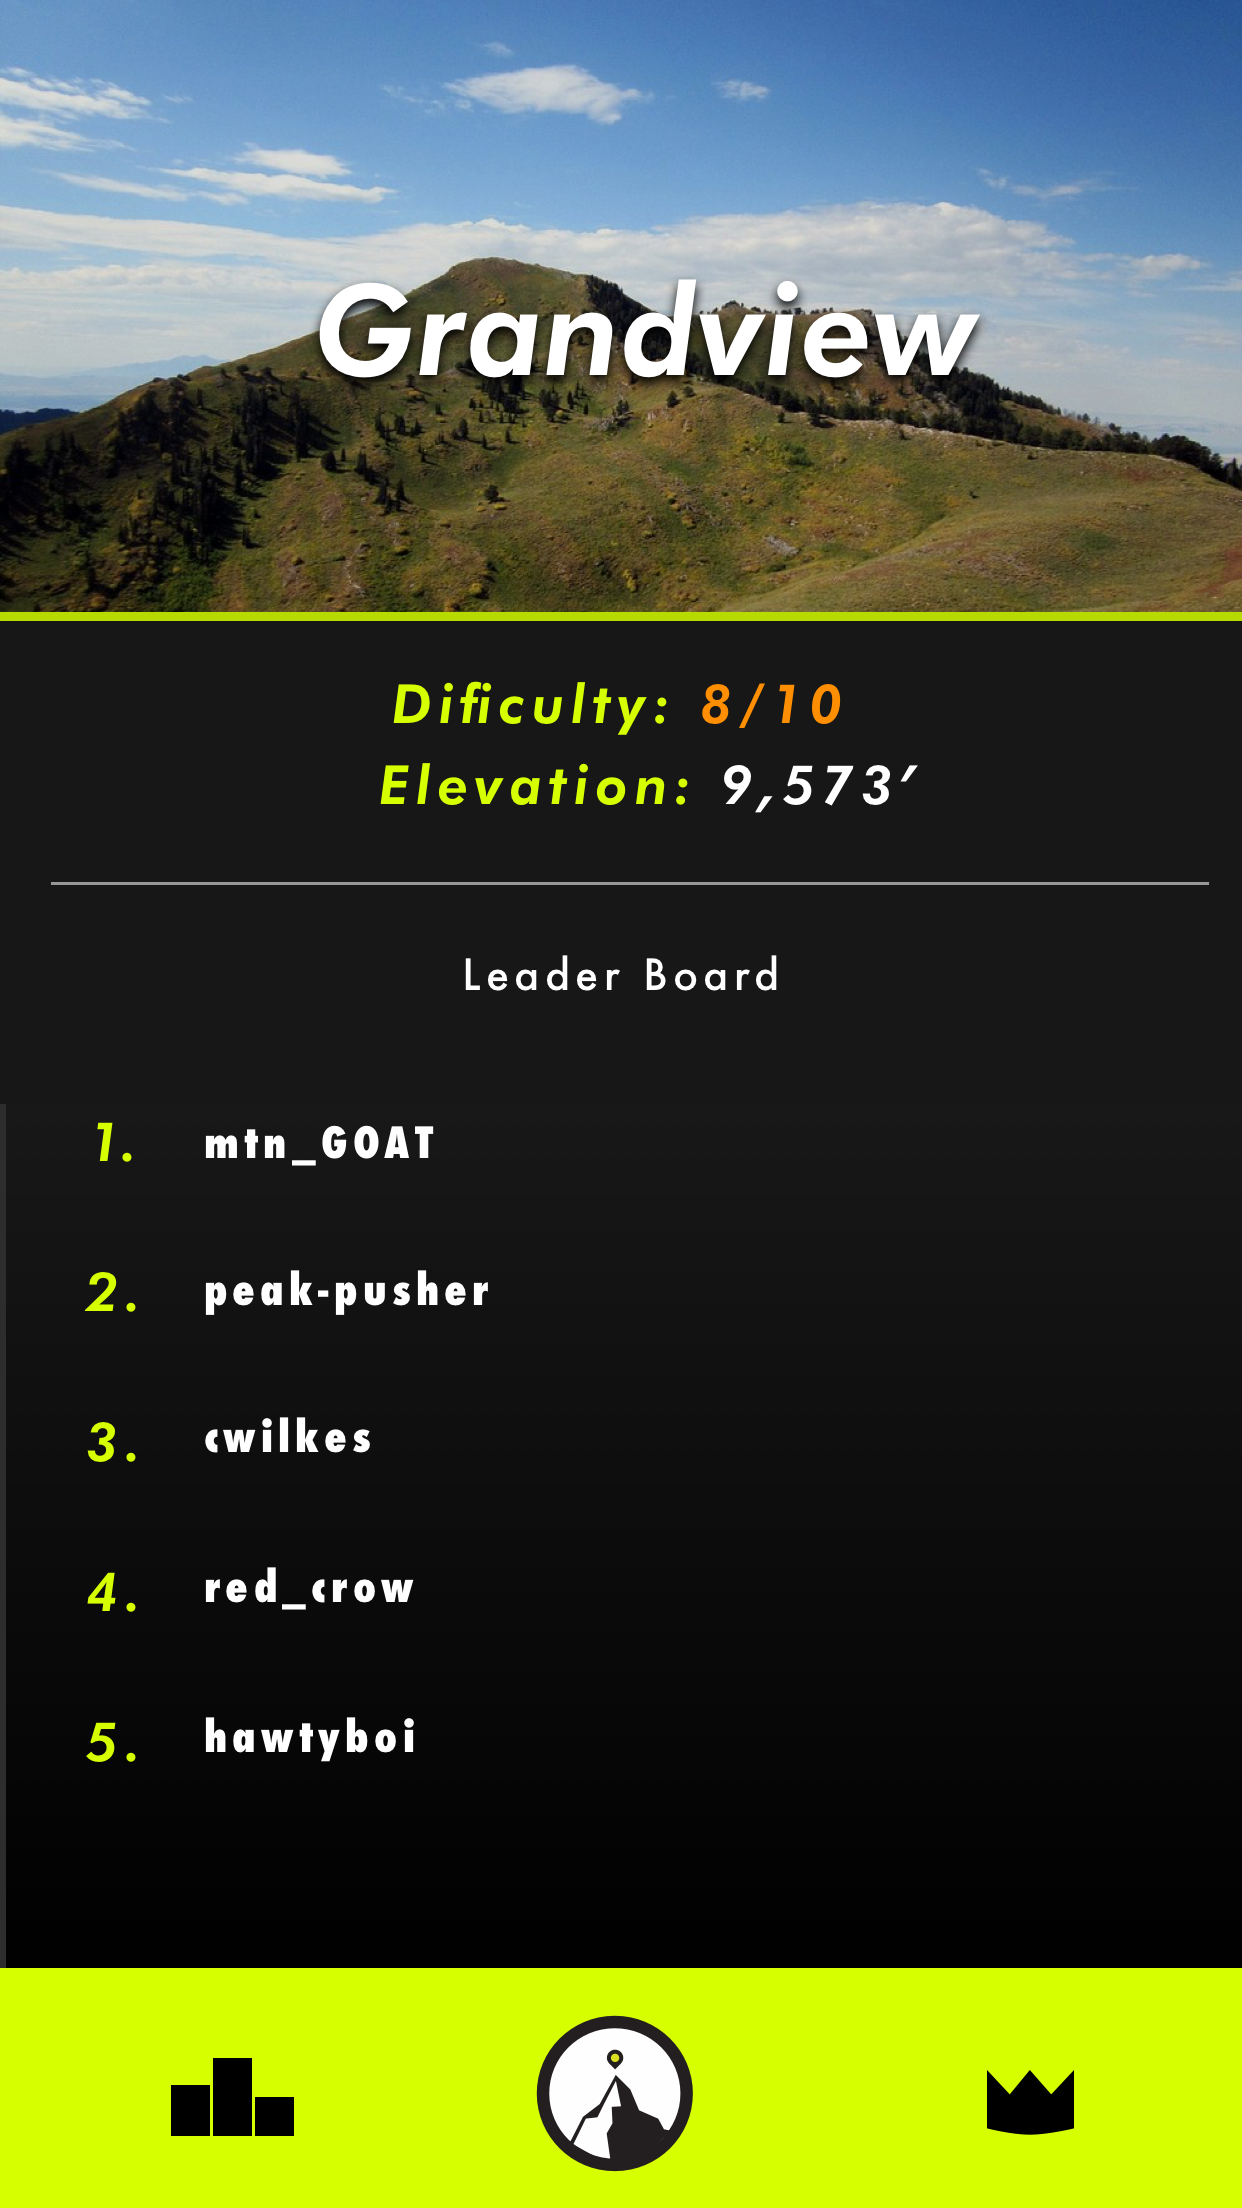 Grandview
Dificulty: 8/10
Elevation: 9,573’
Leader Board
1. mtn_GOAT
2. peak-pusher
3. cwilkes
4. red_crow
5. hawtyboi